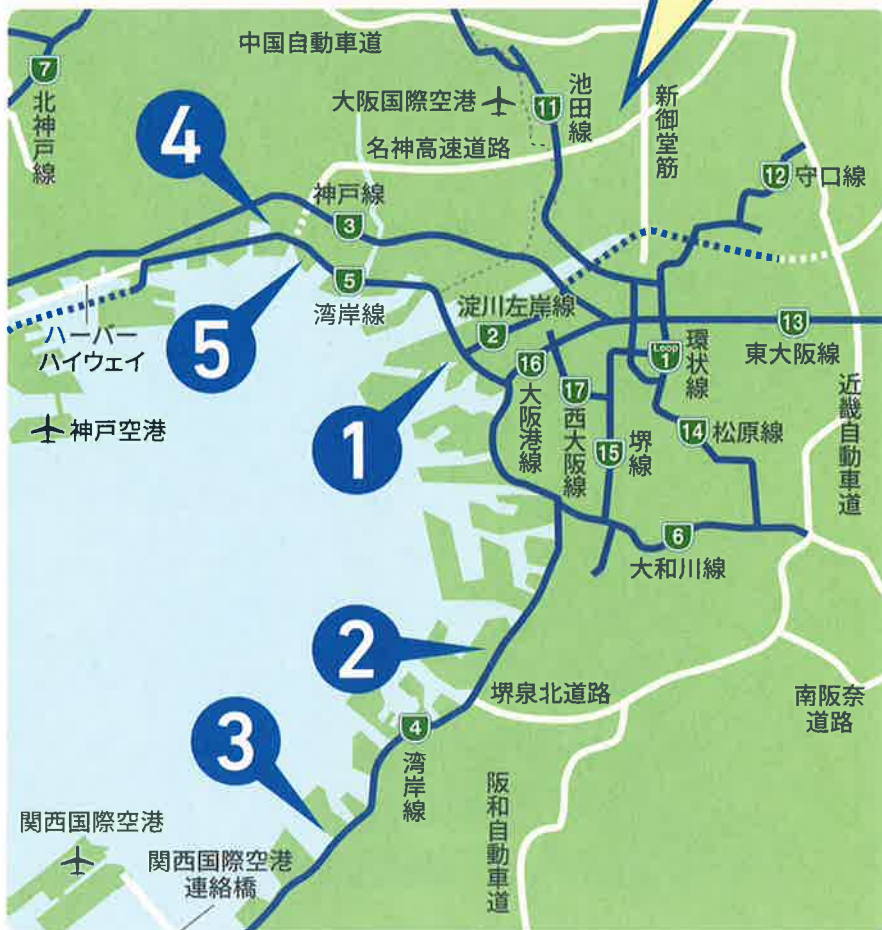 中国自動車道
7
北神戸線
大阪国際空港
11
池田線
新御堂筋
4
名神高速道路
12
守口線
神戸線
3
5
湾岸線
淀川左岸線
2
13
東大阪線
ハーバー
ハイウェイ
5
16
大阪港線
Loop
1
環状線
近畿自動車道
神戸空港
1
17
西大阪線
15
堺線
14
松原線
6
大和川線
2
堺泉北道路
南阪奈
道路
3
4
湾岸線
阪和自動車道
関西国際空港
関西国際空港
連絡橋